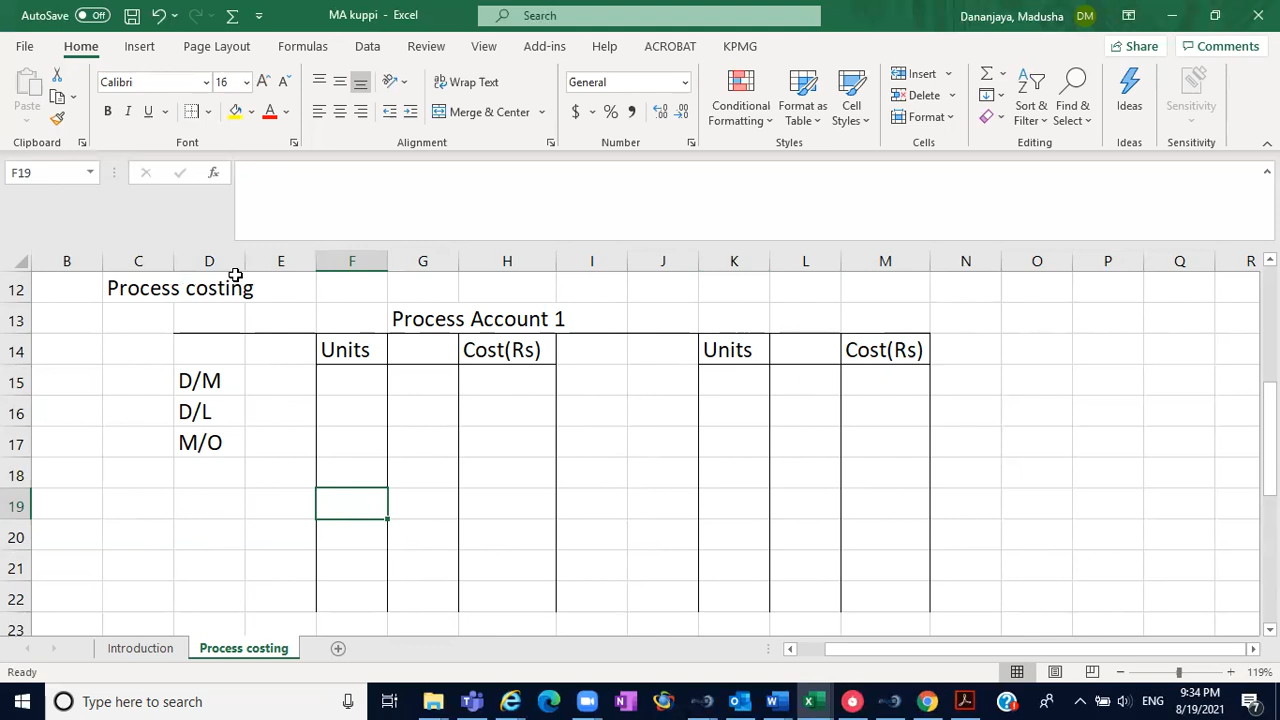 AutoSave Off MA kuppi - Excel Search Dananjaya, Madusha DM
File Home Insert Page Layout Formulas Data Review View Add-ins Help ACROBAT KPMG Share Comments
Paste Calibri 16 Wrap Text General Conditional Formatting Format as Table Cell Styles Insert Sort & Filter Find & Select Ideas Sensitivity
B I U A Merge & Center $ % Delete
Format
Clipboard Font Alignment Number Styles Cells Editing Ideas Sensitivity
F19 fx
B C D E F G H I J K L M N O P Q R
12 Process costing
13 Process Account 1
14 Units Cost(Rs) Units Cost(Rs)
15 D/M
16 D/L
17 M/O
18
19
20
21
22
23
Introduction Process costing
Ready 119%
Type here to search ENG 9:34 PM
8/19/2021 7